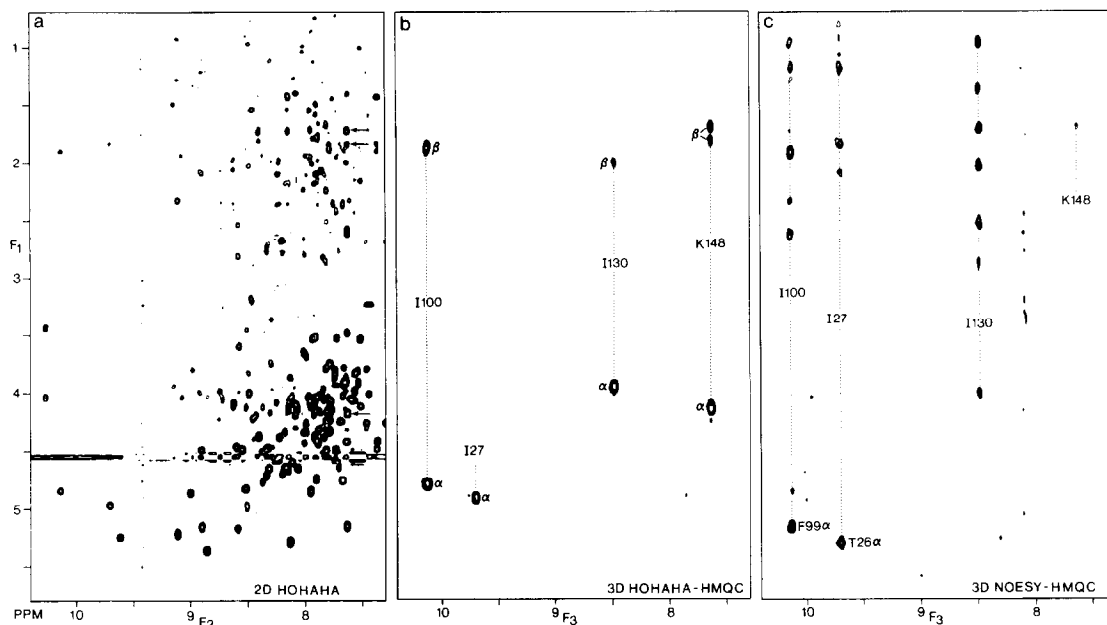 a
1
2
F1
3
4
5
PPM
10
9
F2
8
2D HOHAHA
b
β
β
β
I100
I130
K148
I27
α
α
α
α
3D HOHAHA-HMQC
10
9
F3
8
c
K148
I100
I27
I130
F99α
T26α
3D NOESY-HMQC
10
9
F3
8